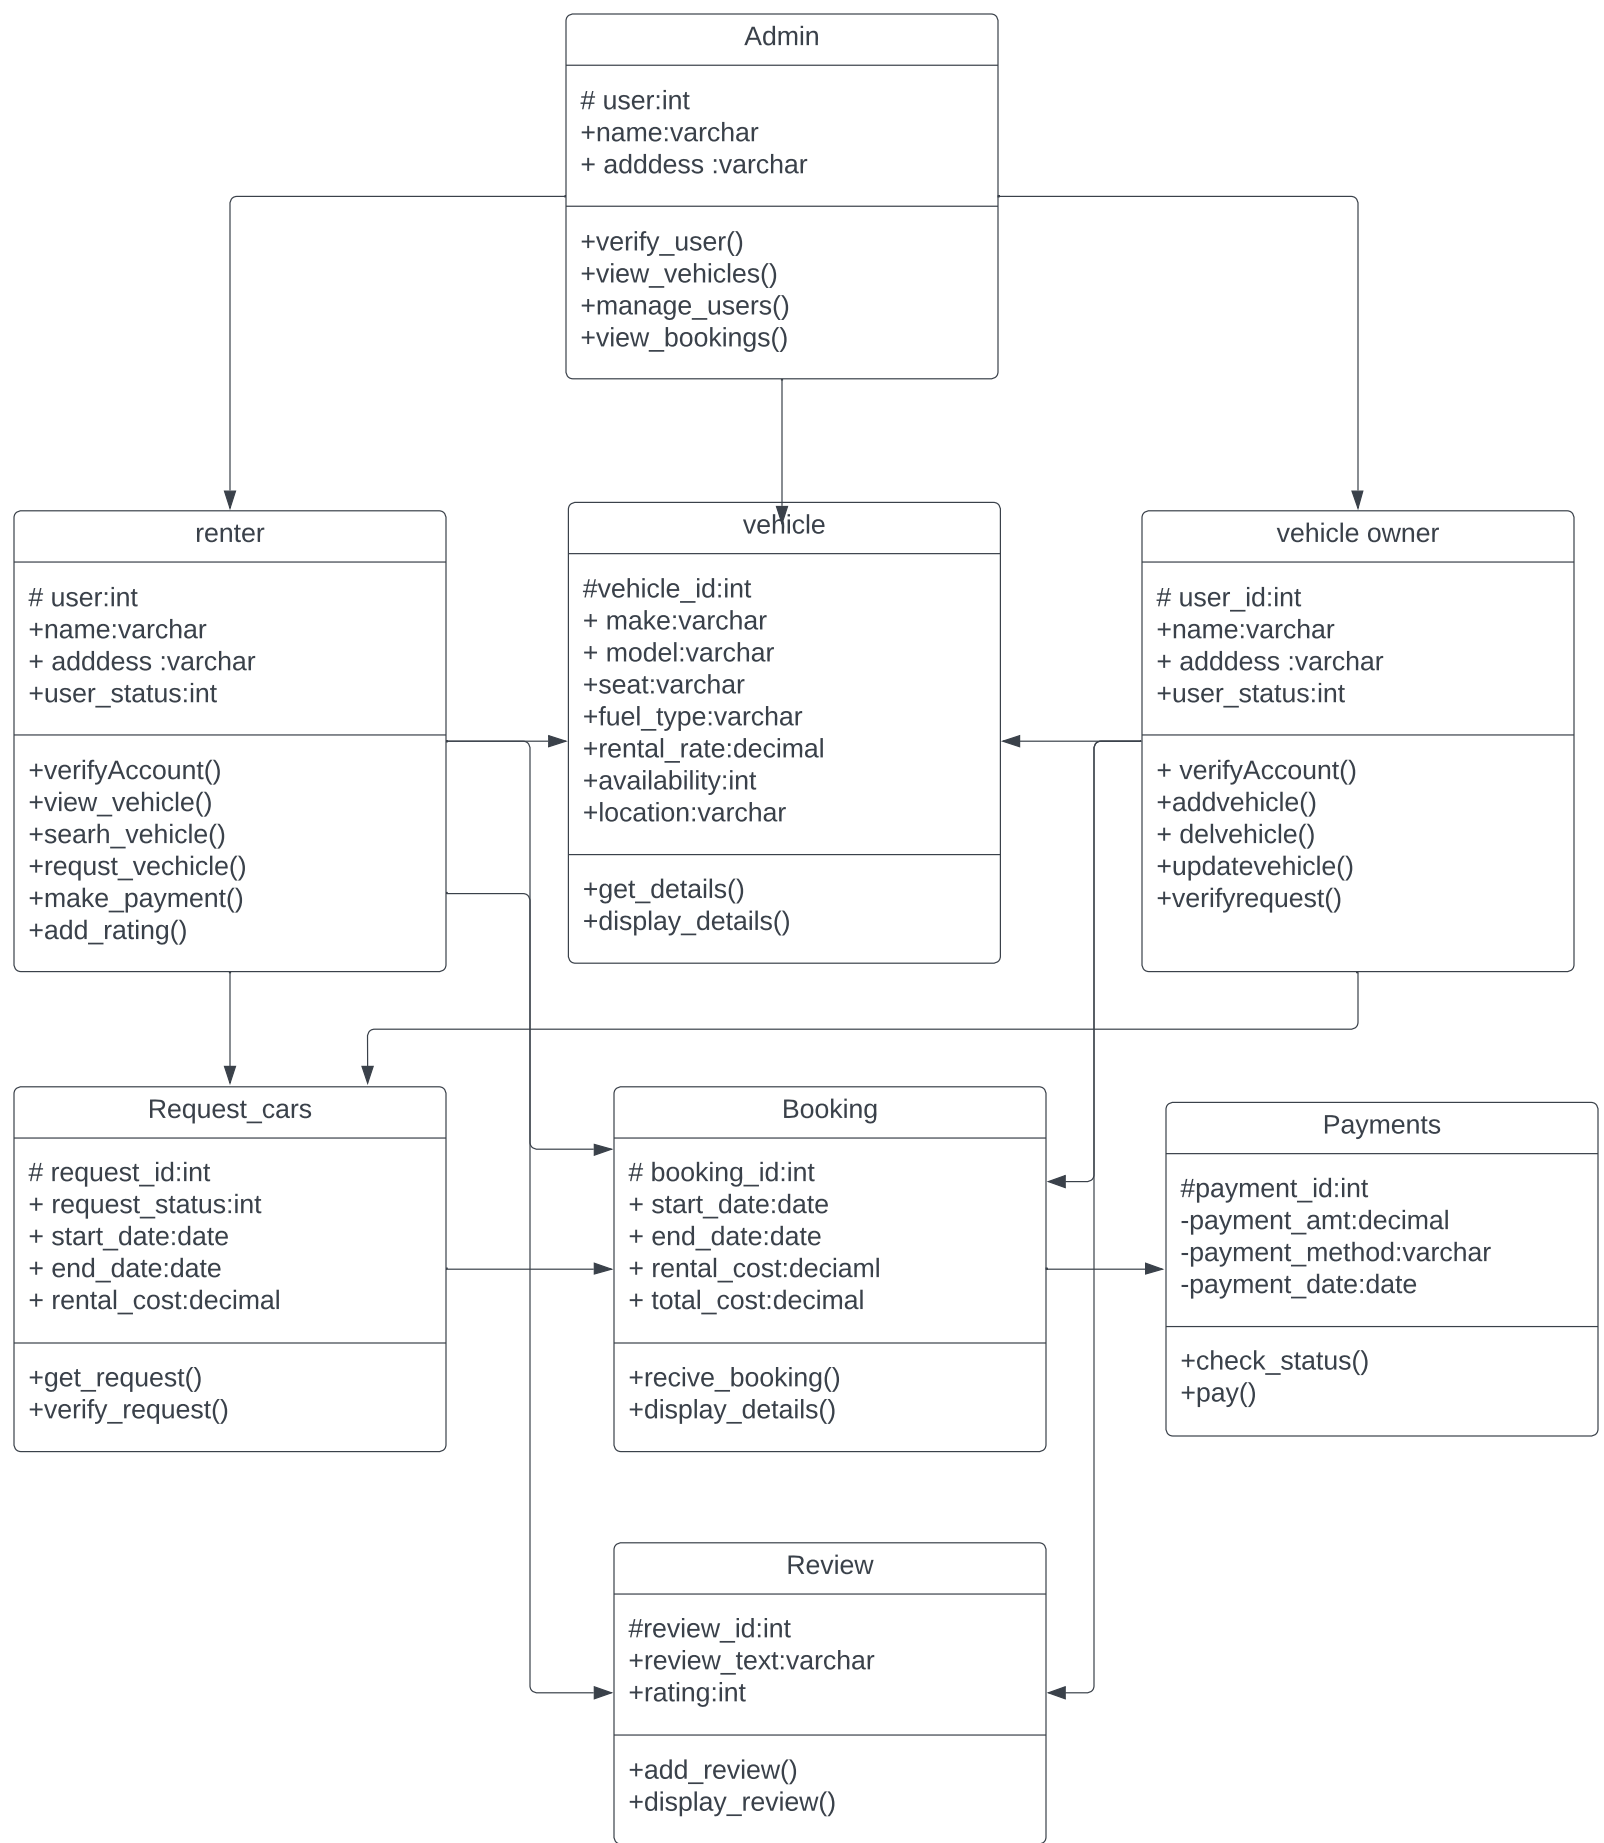 Admin
# user:int
+name:varchar
+ adddess :varchar
+verify_user()
+view_vehicles()
+manage_users()
+view_bookings()
renter
# user:int
+name:varchar
+ adddess :varchar
+user_status:int
+verifyAccount()
+view_vehicle()
+searh_vehicle()
+requst_vechicle()
+make_payment()
+add_rating()
vehicle
#vehicle_id:int
+ make:varchar
+ model:varchar
+seat:varchar
+fuel_type:varchar
+rental_rate:decimal
+availability:int
+location:varchar
+get_details()
+display_details()
vehicle owner
# user_id:int
+name:varchar
+ adddess :varchar
+user_status:int
+ verifyAccount()
+addvehicle()
+ delvehicle()
+updatevehicle()
+verifyrequest()
Request_cars
# request_id:int
+ request_status:int
+ start_date:date
+ end_date:date
+ rental_cost:decimal
+get_request()
+verify_request()
Booking
# booking_id:int
+ start_date:date
+ end_date:date
+ rental_cost:deciaml
+ total_cost:decimal
+recive_booking()
+display_details()
Payments
#payment_id:int
-payment_amt:decimal
-payment_method:varchar
-payment_date:date
+check_status()
+pay()
Review
#review_id:int
+review_text:varchar
+rating:int
+add_review()
+display_review()